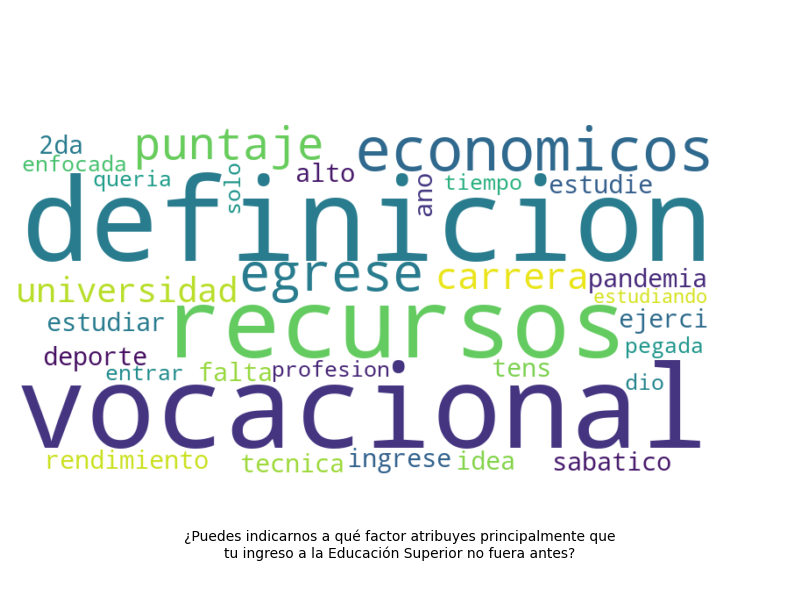 2da puntaje economicos
enfocada
queria solo alto ano tiempo estudie
definicion
universidad egrese carrera pandemia
estudiando
estudiar recursos ejerci
deporte pegada
entrar falta profesion tens dio
vocacional
rendimiento tecnica ingrese idea sabatico
¿Puedes indicarnos a qué factor atribuyes principalmente que
tu ingreso a la Educación Superior no fuera antes?